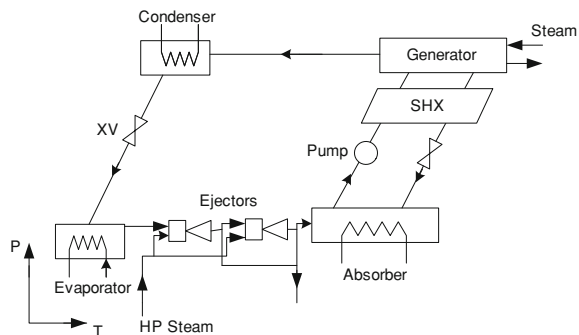 Condenser
Steam
Generator
SHX
XV
Pump
Ejectors
P
Evaporator
Absorber
T
HP Steam